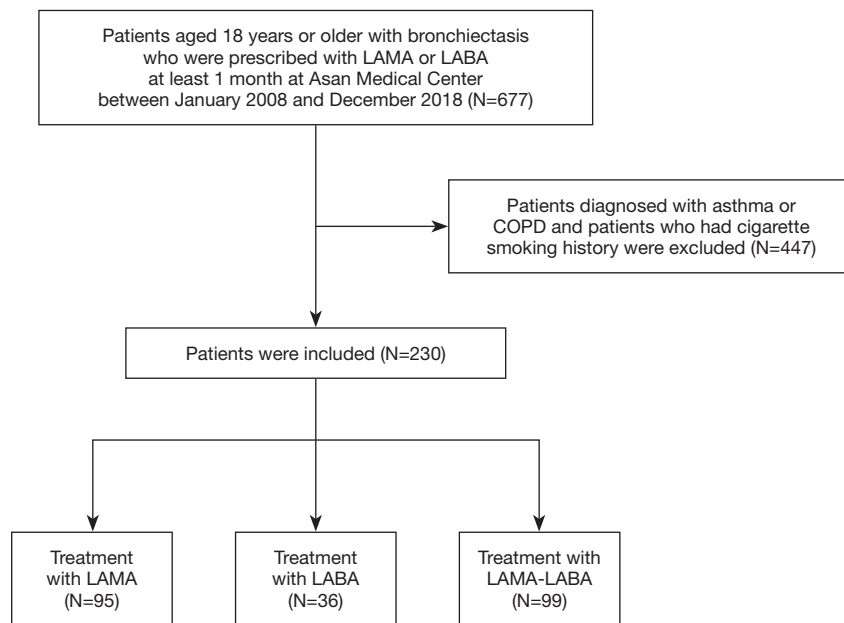 Patients aged 18 years or older with bronchiectasis
who were prescribed with LAMA or LABA
at least 1 month at Asan Medical Center
between January 2008 and December 2018 (N=677)
Patients diagnosed with asthma or
COPD and patients who had cigarette
smoking history were excluded (N=447)
Patients were included (N=230)
Treatment
with LAMA
(N=95)
Treatment
with LABA
(N=36)
Treatment with
LAMA-LABA
(N=99)